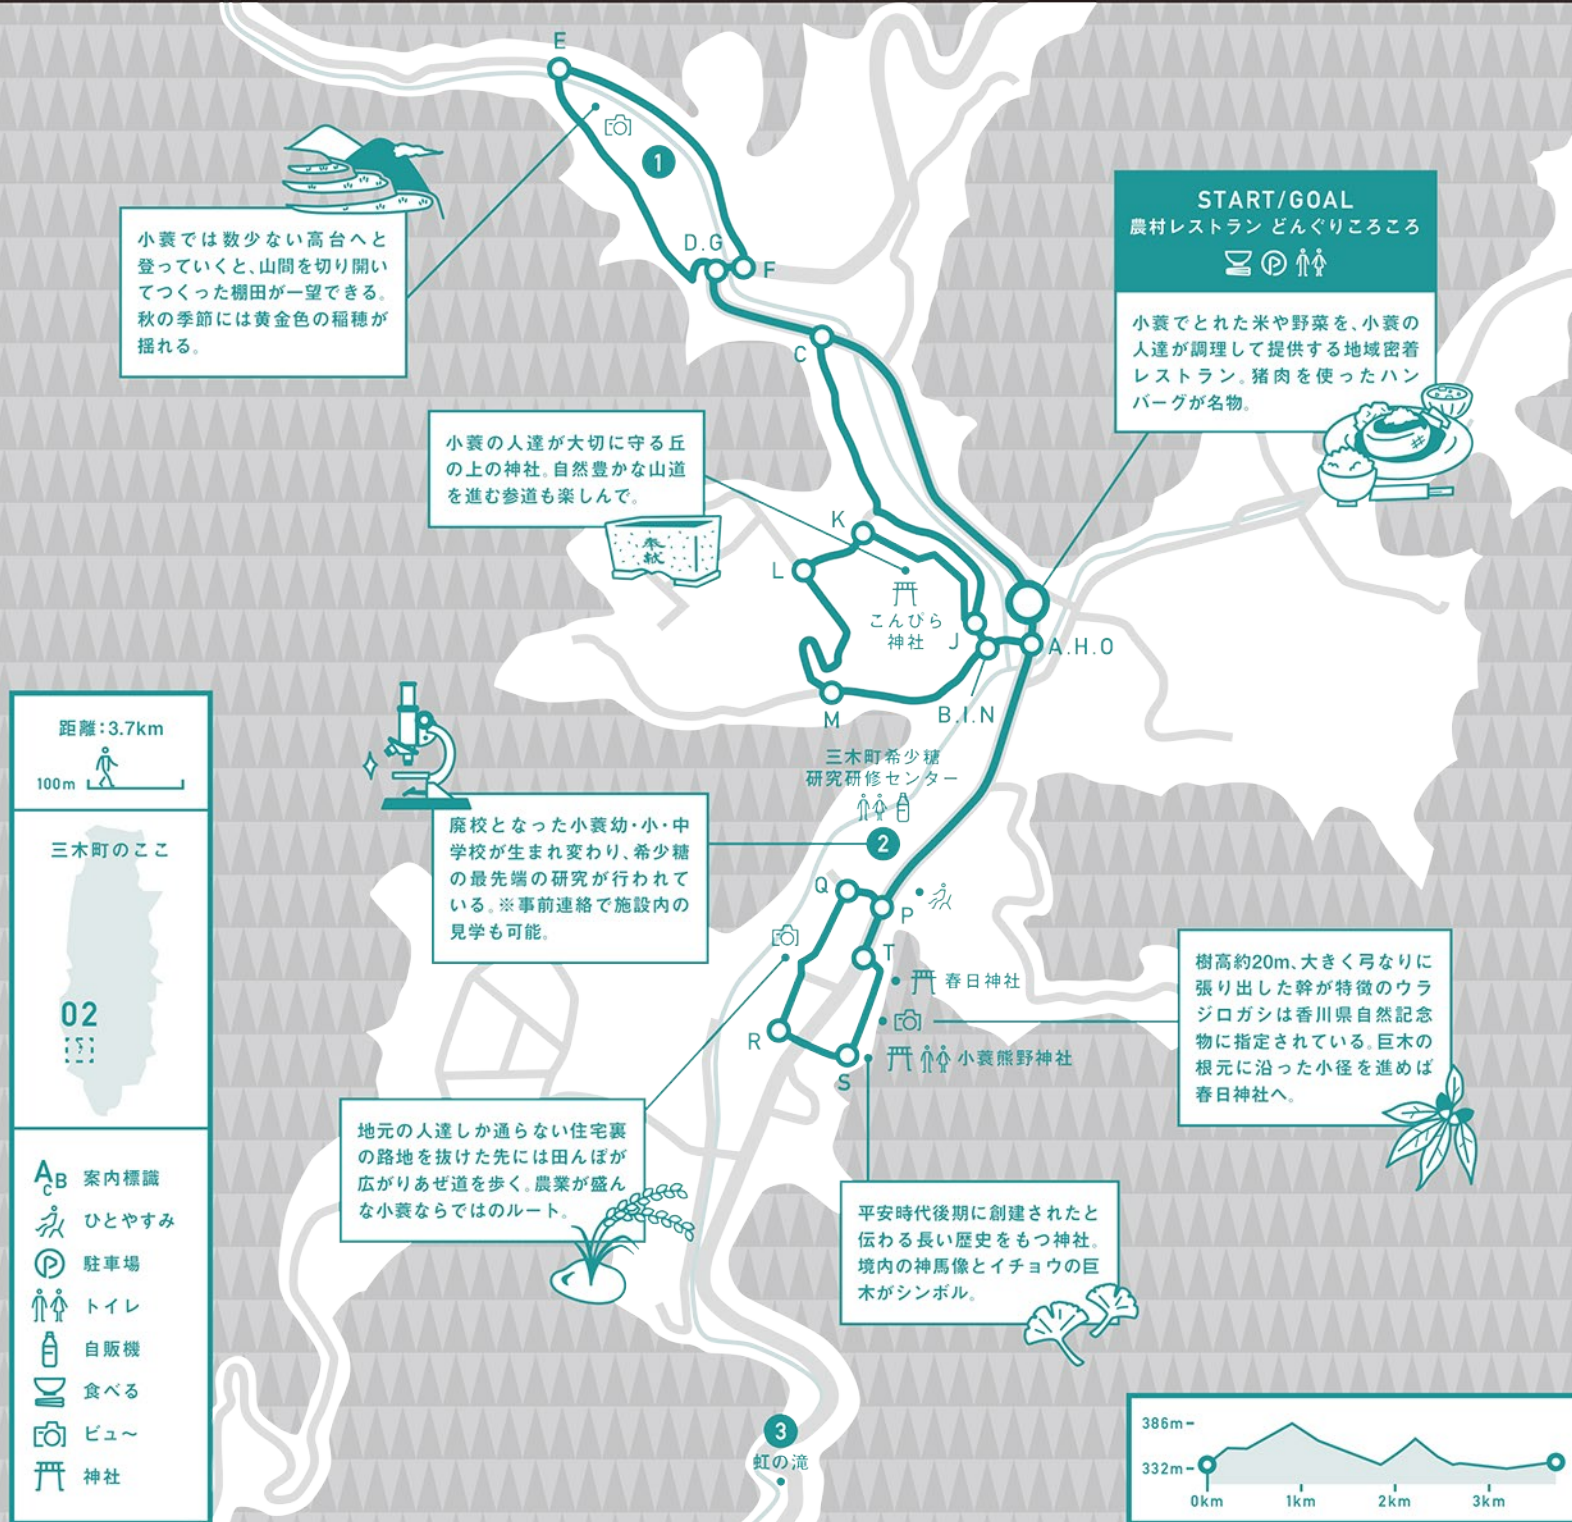 E
1
D.G
F
C
小蓑では数少ない高台へと
登っていくと、山間を切り開い
てつくった棚田が一望できる。
秋の季節には黄金色の稲穂が
揺れる。
START/GOAL
農村レストラン どんぐりころころ
小蓑でとれた米や野菜を、小蓑の
人達が調理して提供する地域密着
レストラン。猪肉を使ったハン
バーグが名物。
小蓑の人達が大切に守る丘
の上の神社。自然豊かな山道
を進む参道も楽しんで。
奉献
K
L
こんぴら
神社
J
A.H.O
M
B.I.N
三木町希少糖
研究研修センター
2
廃校となった小蓑幼・小・中
学校が生まれ変わり、希少糖
の最先端の研究が行われて
いる。※事前連絡で施設内の
見学も可能。
Q
P
T
春日神社
R
S
小蓑熊野神社
樹高約20m、大きく弓なりに
張り出した幹が特徴のウラ
ジロガシは香川県自然記念
物に指定されている。巨木の
根元に沿った小径を進めば
春日神社へ。
地元の人達しか通らない住宅裏
の路地を抜けた先には田んぼが
広がりあぜ道を歩く。農業が盛ん
な小蓑ならではのルート。
平安時代後期に創建されたと
伝わる長い歴史をもつ神社。
境内の神馬像とイチョウの巨
木がシンボル。
3
虹の滝
距離：3.7km
100m
三木町のここ
02
ABC 案内標識
ひとやすみ
P 駐車場
トイレ
自販機
食べる
ビュ〜
神社
386m
332m
0km 1km 2km 3km